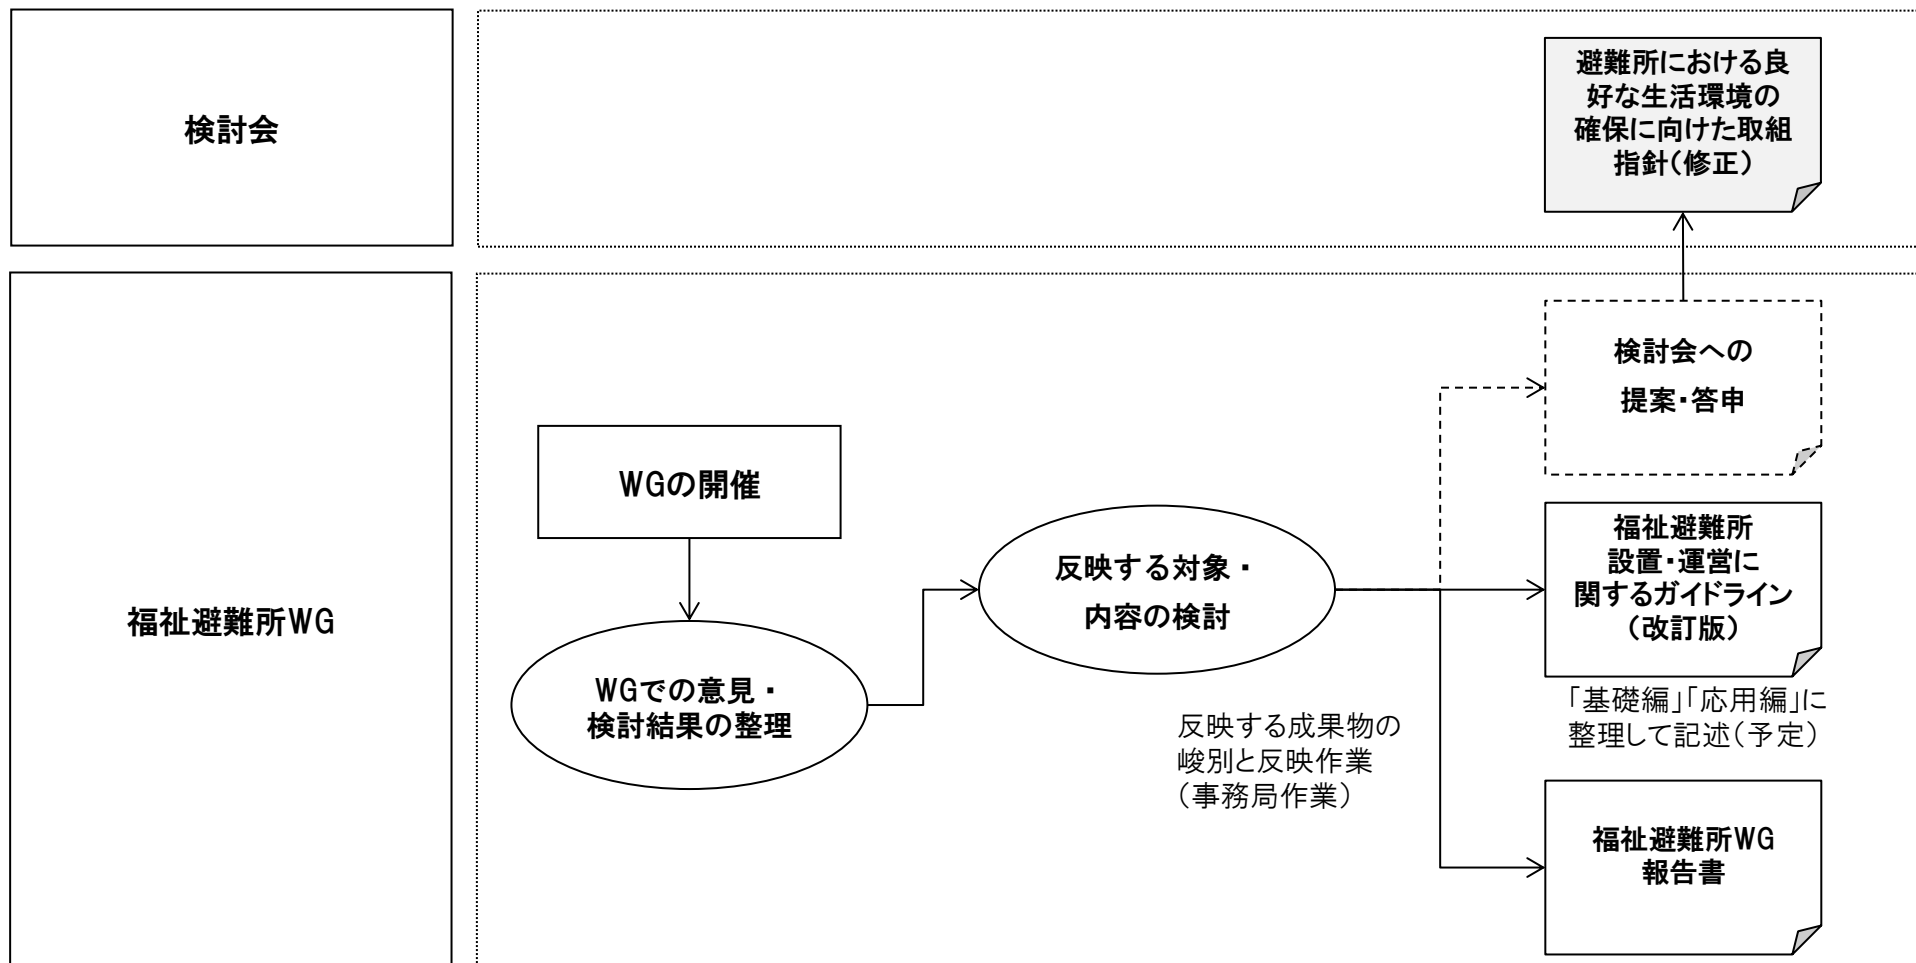 検討会
避難所における良
好な生活環境の
確保に向けた取組
指針（修正）
福祉避難所WG
検討会への
提案・答申
WGの開催
WGでの意見・
検討結果の整理
反映する対象・
内容の検討
反映する成果物の
峻別と反映作業
（事務局作業）
福祉避難所
設置・運営に
関するガイドライン
（改訂版）
「基礎編」「応用編」に
整理して記述（予定）
福祉避難所WG
報告書